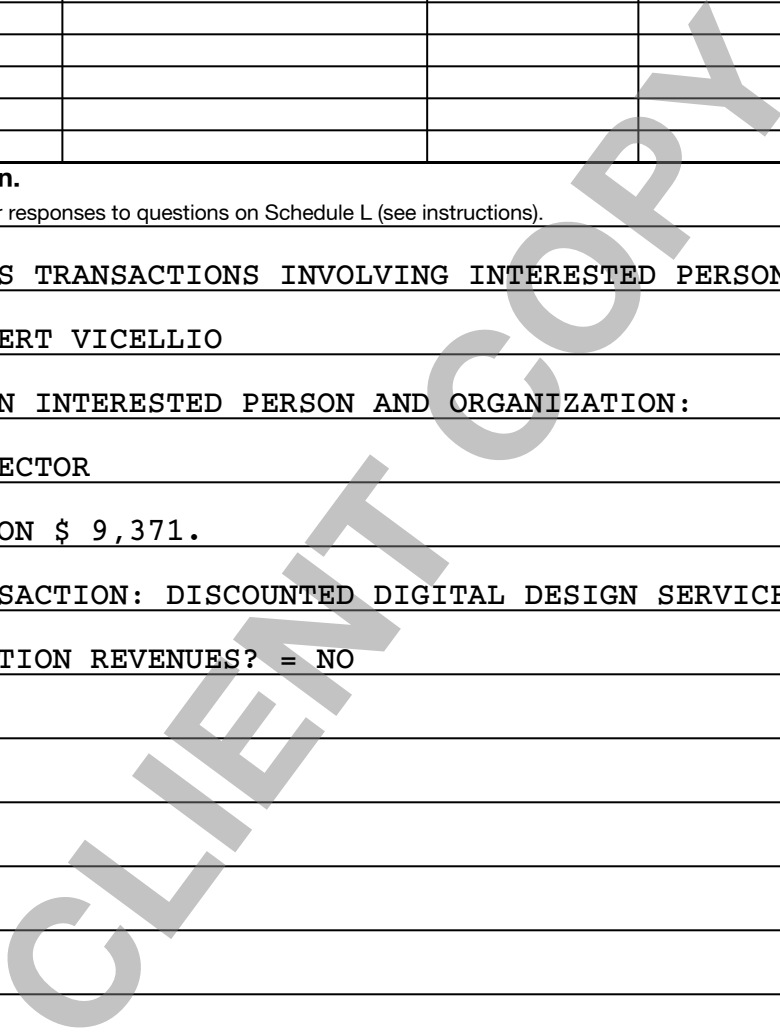 n.
r responses to questions on Schedule L (see instructions).
S TRANSACTIONS INVOLVING INTERESTED PERSON
ERT VICELLIO
N INTERESTED PERSON AND ORGANIZATION:
ECTOR
ON $ 9,371.
SACTION: DISCOUNTED DIGITAL DESIGN SERVICE
TION REVENUES? = NO
CLIENT COPY